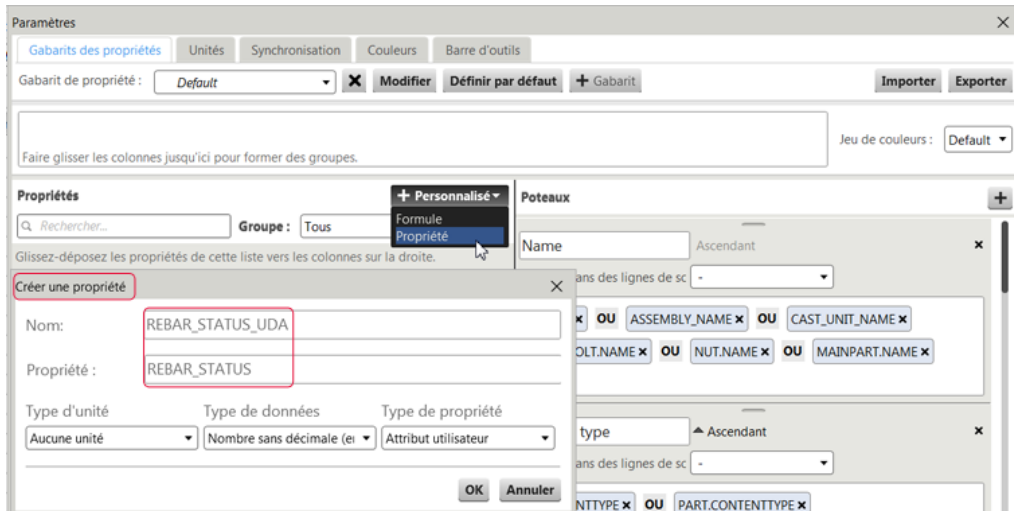 Paramètres
Gabarits des propriétés Unités Synchronisation Couleurs Barre d'outils
Gabarit de propriété : Default Modifier Définir par défaut + Gabarit Importer Exporter
Jeu de couleurs : Default
Faire glisser les colonnes jusqu'ici pour former des groupes.
Propriétés + Personnalisé Poteaux +
Rechercher... Groupe : Tous
Formule
Propriété
Name Ascendant
Glissez-déposez les propriétés de cette liste vers les colonnes sur la droite.
ans des lignes de sc -
Créer une propriété
OU ASSEMBLY_NAME OU CAST_UNIT_NAME
OLT.NAME OU NUT.NAME OU MAINPART.NAME
Nom: REBAR_STATUS_UDA
Propriété : REBAR_STATUS
Type d'unité Type de données Type de propriété
Aucune unité Nombre sans décimale (e Attribut utilisateur
type Ascendant
ans des lignes de sc -
OK Annuler
NTTYPE OU PART.CONTENTTYPE